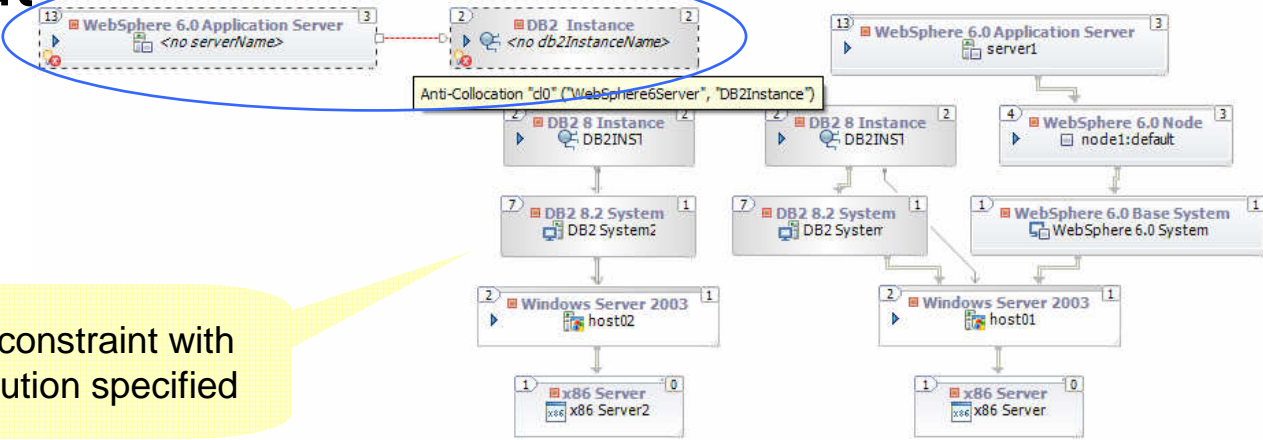 13 WebSphere 6.0 Application Server 3
<no serverName>
2 DB2 Instance 2
<no db2InstanceName>
13 WebSphere 6.0 Application Server 3
server1
Anti-Collocation "cl0" ("WebSphere6Server", "DB2Instance")
2 DB2 8 Instance 2
DB2INST
2 DB2 8 Instance 2
DB2INST
4 WebSphere 6.0 Node 3
node1:default
7 DB2 8.2 System 1
DB2 System2
7 DB2 8.2 System 1
DB2 System
1 WebSphere 6.0 Base System 1
WebSphere 6.0 System
2 Windows Server 2003 1
host02
2 Windows Server 2003 1
host01
constraint with
ution specified
1 x86 Server 0
x86 x86 Server2
1 x86 Server 0
x86 x86 Server